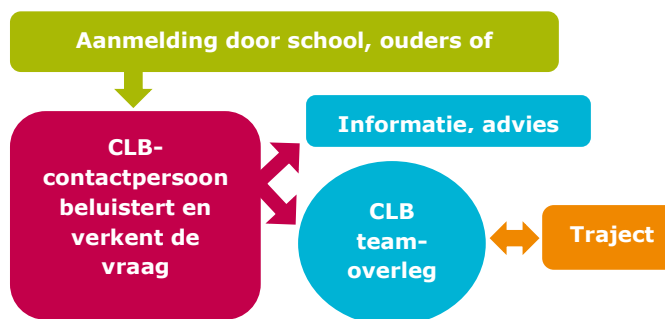 Aanmelding door school, ouders of
Informatie, advies
CLB-
contactpersoon
beluistert en
verkent de
vraag
CLB
team-
overleg
Traject